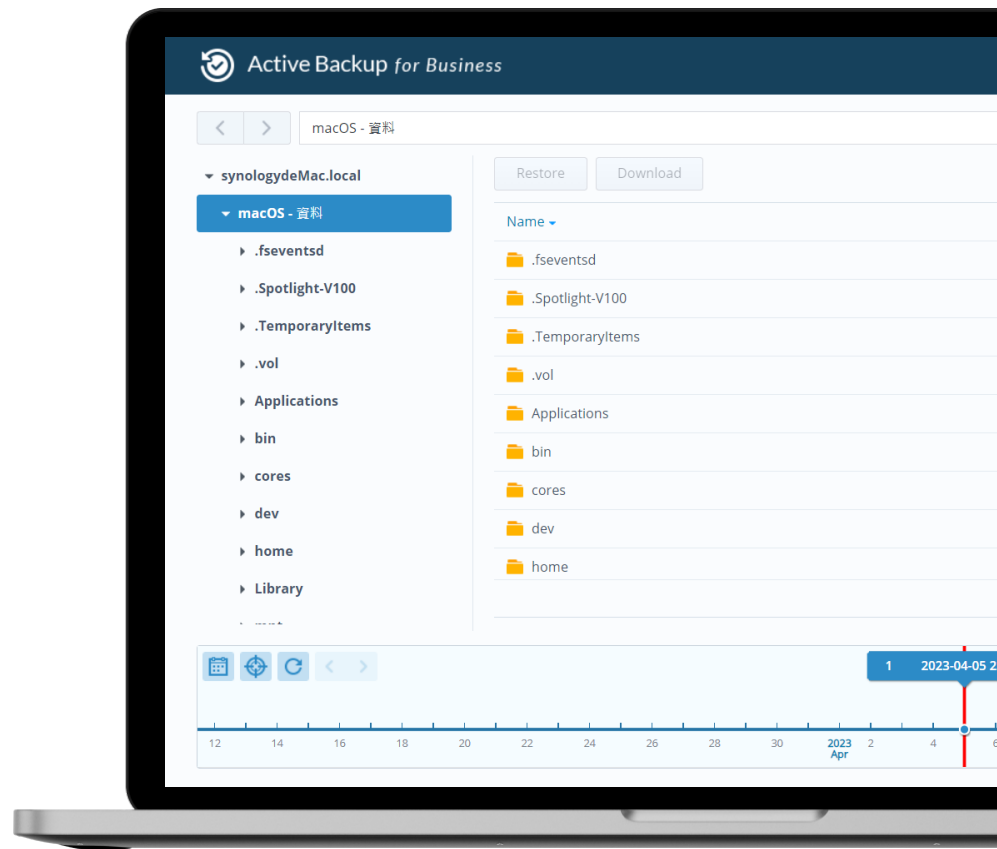 Active Backup for Business
macOS - 資料
synologydeMac.local
macOS - 資料
.fseventsd
.Spotlight-V100
.TemporaryItems
.vol
Applications
bin
cores
dev
home
Library
Restore Download
Name
.fseventsd
.Spotlight-V100
.TemporaryItems
.vol
Applications
bin
cores
dev
home
1 2023-04-05 2
12 14 16 18 20 22 24 26 28 30 2023 2 4 6
Apr